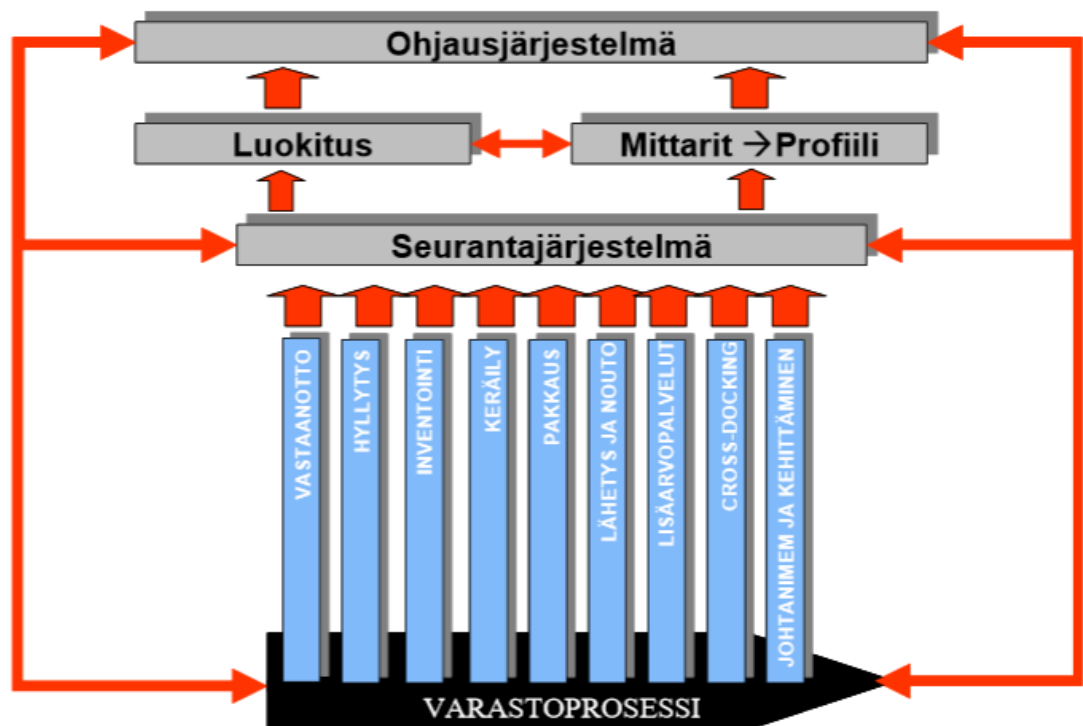 Ohjausjärjestelmä
Luokitus
Mittarit →Profiili
Seurantajärjestelmä
VASTAANOTTO
HYLLYTYS
INVENTOINTI
KERÄILY
PAKKAUS
LÄHETYS JA NOUTO
LISÄARVOPALVELUT
CROSS-DOCKING
JOHTANIMEM JA KEHITTÄMINEN
VARASTOPROSESSI